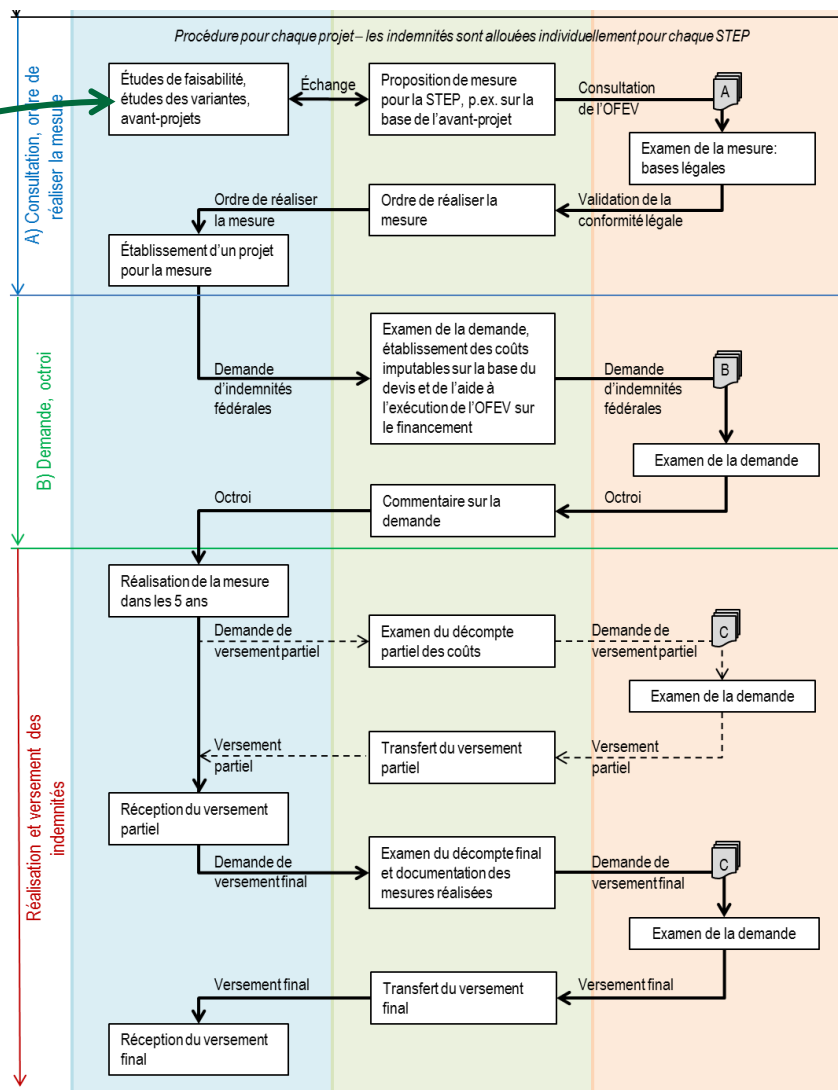 Procédure pour chaque projet – les indemnités sont allouées individuellement pour chaque STEP
A) Consultation, ordre de
réaliser la mesure
Études de faisabilité,
études des variantes,
avant-projets
Échange
Proposition de mesure
pour la STEP, p.ex. sur la
base de l'avant-projet
Consultation
de l'OFEV
A
Examen de la mesure:
bases légales
Validation de la
conformité légale
Ordre de réaliser la
mesure
Ordre de réaliser
la mesure
Établissement d'un projet
pour la mesure
B) Demande, octroi
Demande
d'indemnités
fédérales
Examen de la demande,
établissement des coûts
imputables sur la base du
devis et de l'aide à
l'exécution de l'OFEV sur
le financement
Demande
d'indemnités
fédérales
B
Examen de la demande
Octroi
Commentaire sur la
demande
Octroi
Réalisation et versement des
indemnités
Réalisation de la mesure
dans les 5 ans
Demande de
versement partiel
Examen du décompte
partiel des coûts
Demande de
versement partiel
C
Examen de la demande
Versement
partiel
Transfert du versement
partiel
Versement
partiel
Réception du versement
partiel
Demande de
versement final
Examen du décompte final
et documentation des
mesures réalisées
Demande de
versement final
C
Examen de la demande
Versement final
Transfert du versement
final
Versement final
Réception du versement
final